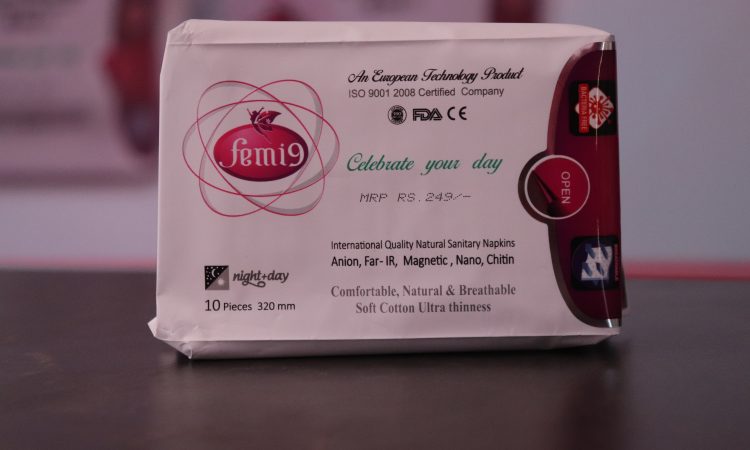 An European Technology Product
ISO 9001 2008 Certified Company
FDA CE
femi9
Celebrate your day
MRP RS.249/-
International Quality Natural Sanitary Napkins
Anion, Far- IR, Magnetic , Nano, Chitin
night+day
10 Pieces 320 mm
Comfortable, Natural & Breathable
Soft Cotton Ultra thinness
BACTERIA FREE
OPEN